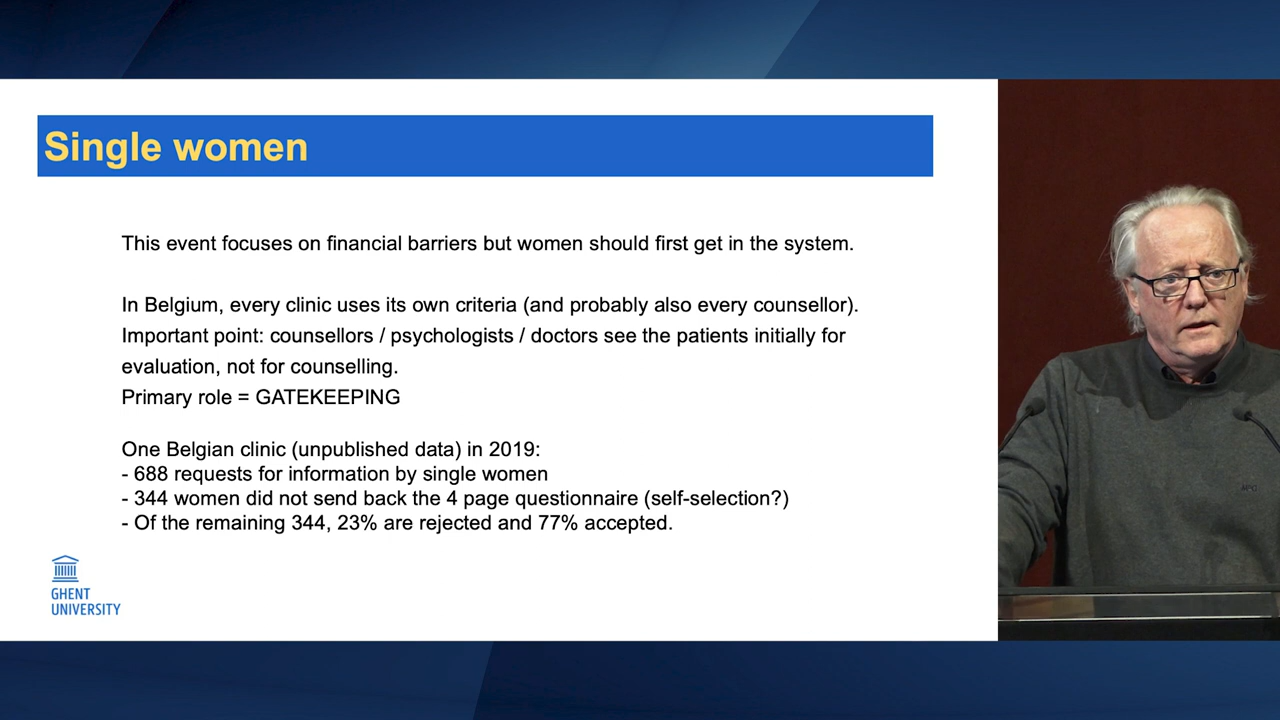 Single women
This event focuses on financial barriers but women should first get in the system.
In Belgium, every clinic uses its own criteria (and probably also every counsellor).
Important point: counsellors / psychologists / doctors see the patients initially for
evaluation, not for counselling.
Primary role = GATEKEEPING
One Belgian clinic (unpublished data) in 2019:
- 688 requests for information by single women
- 344 women did not send back the 4 page questionnaire (self-selection?)
- Of the remaining 344, 23% are rejected and 77% accepted.
GHENT
UNIVERSITY